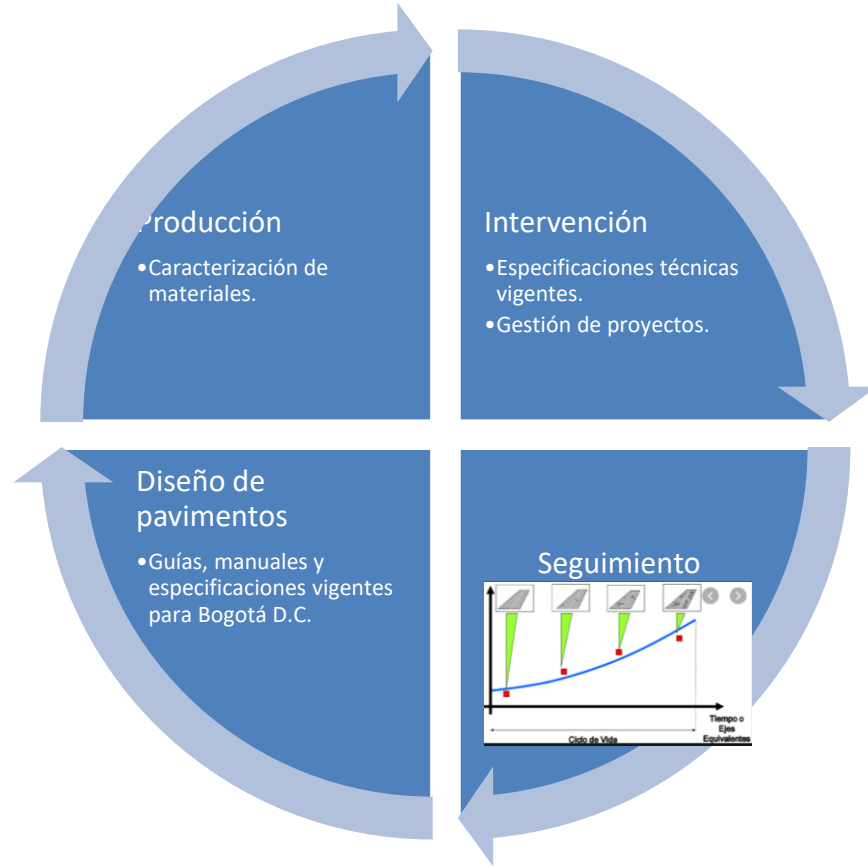 Producción
•Caracterización de
materiales.
Intervención
•Especificaciones técnicas
vigentes.
•Gestión de proyectos.
Diseño de
pavimentos
•Guías, manuales y
especificaciones vigentes
para Bogotá D.C.
Seguimiento
Tiempo o
Ejes
Equivalentes
Ciclo de Vida